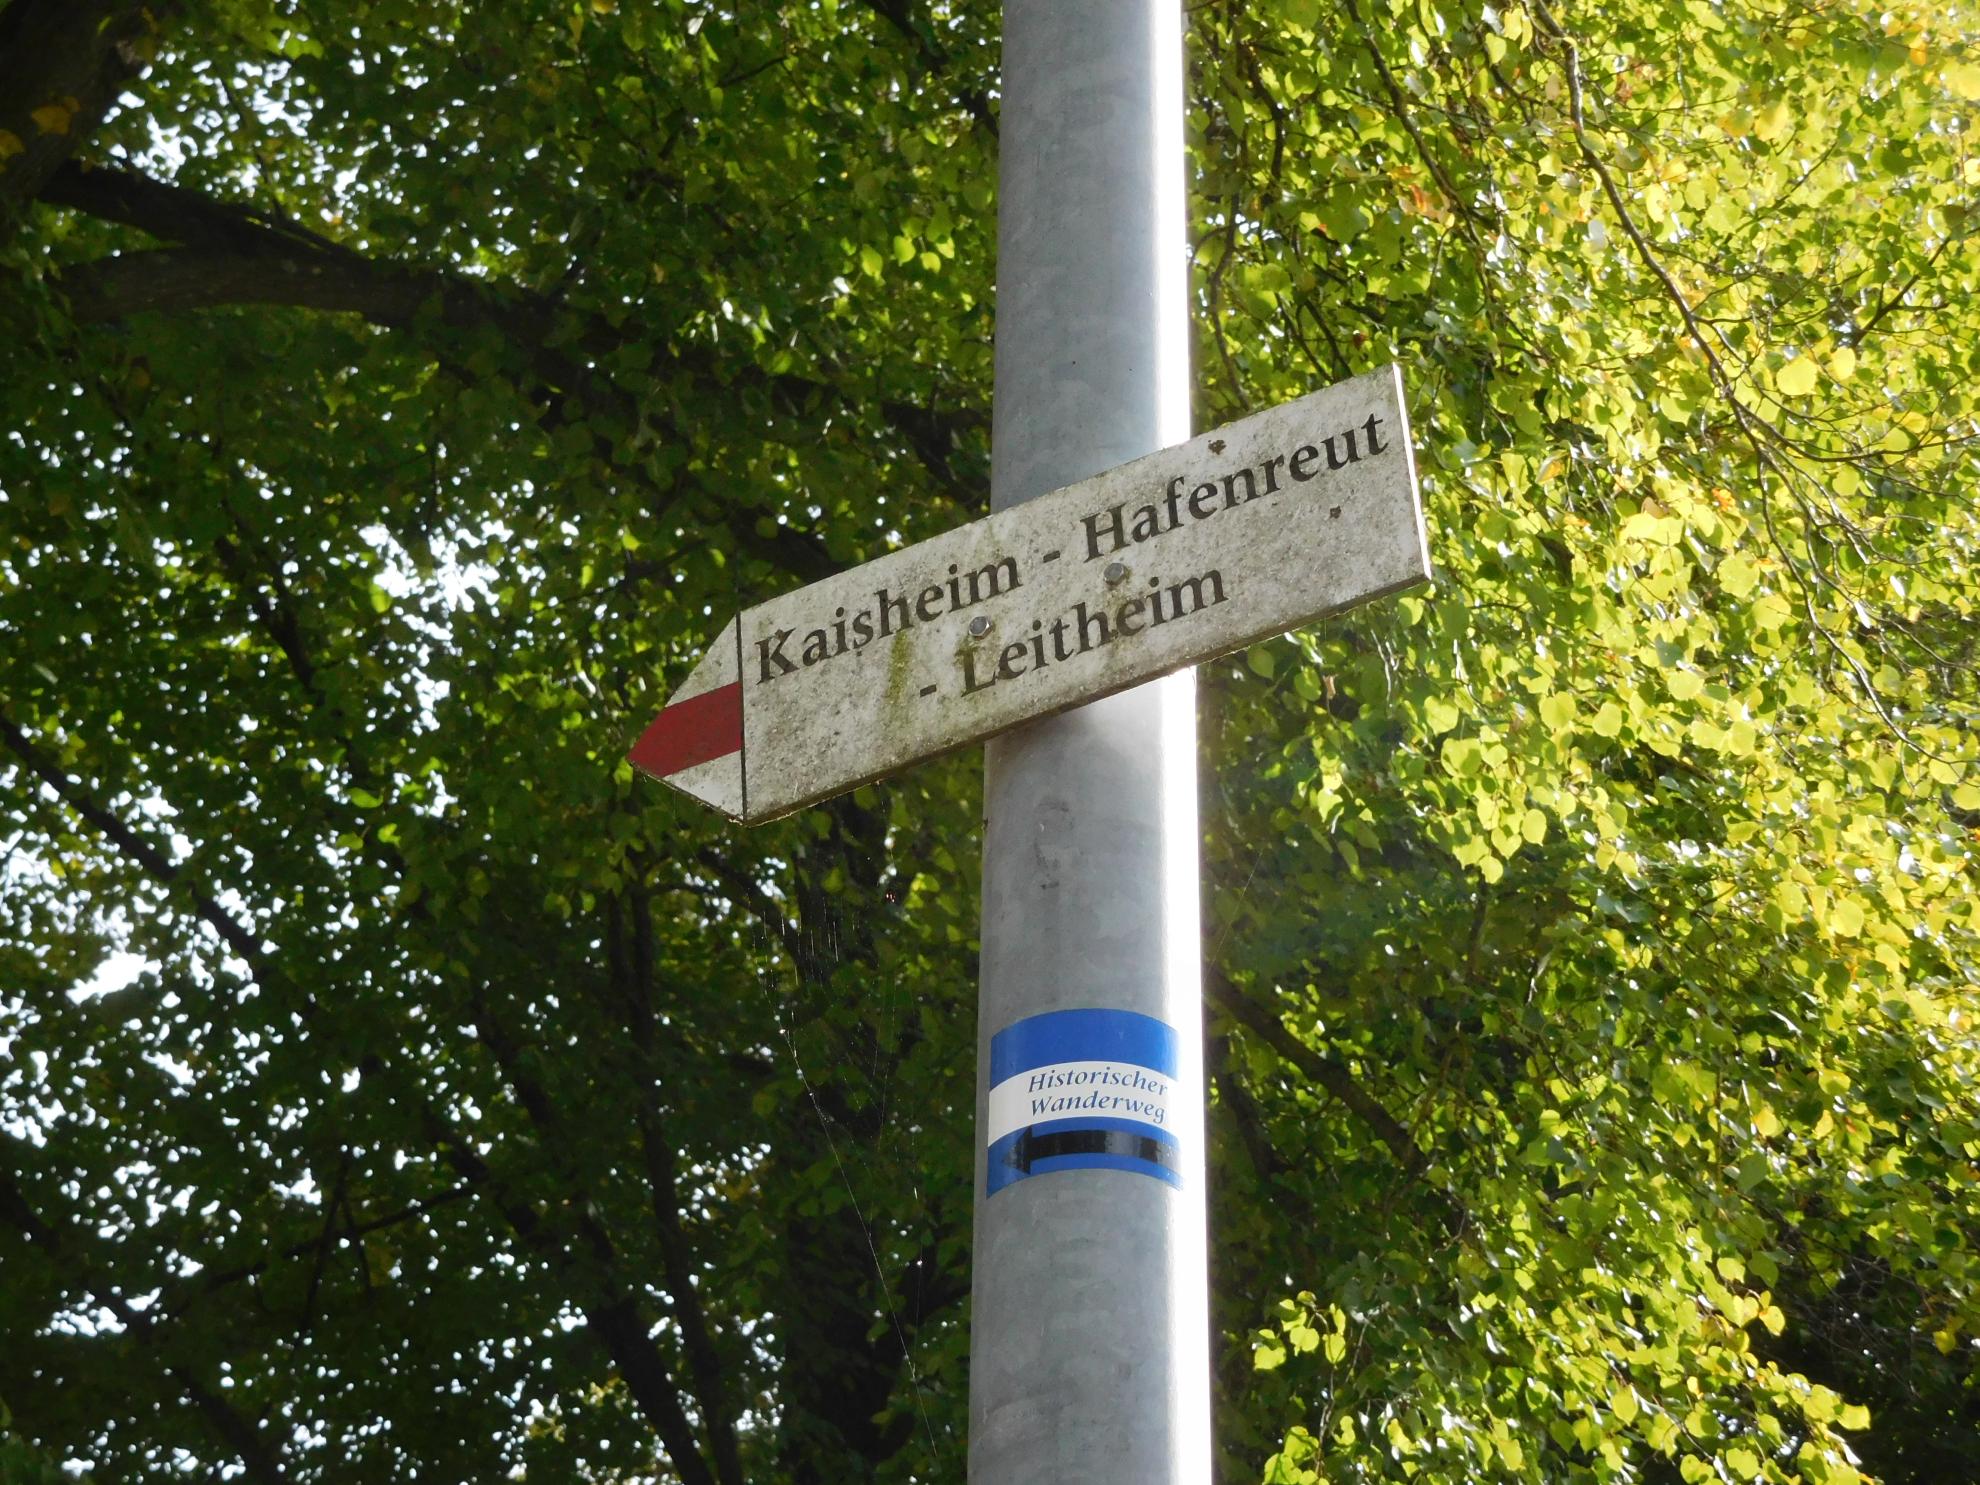 Kaisheim - Hafenreut
- Leitheim
Historischer
Wanderweg